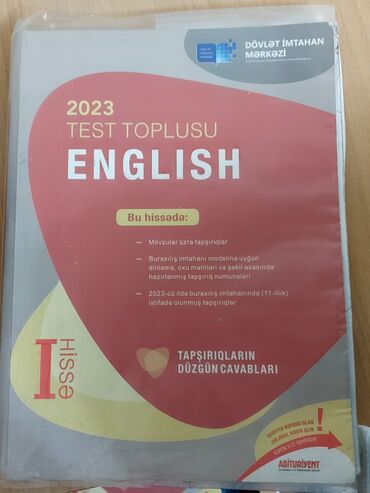 DÖVLƏT İMTAHAN
MƏRKƏZİ
2023
TEST TOPLUSU
ENGLISH
Bu hissədə:
— Mövzular üzrə tapşırıqlar
— Buraxılış imtahanı modelinə uyğun
dinləmə, oxu mətnləri və şəkil əsasında
hazırlanmış tapşırıq nümunələri
— 2023-cü ildə buraxılış imtahanında (11-illik)
istifadə olunmuş tapşırıqlar
I HİSSƏ
TAPŞIRIQLARIN
DÜZGÜN CAVABLARI
ABİTURİYENT